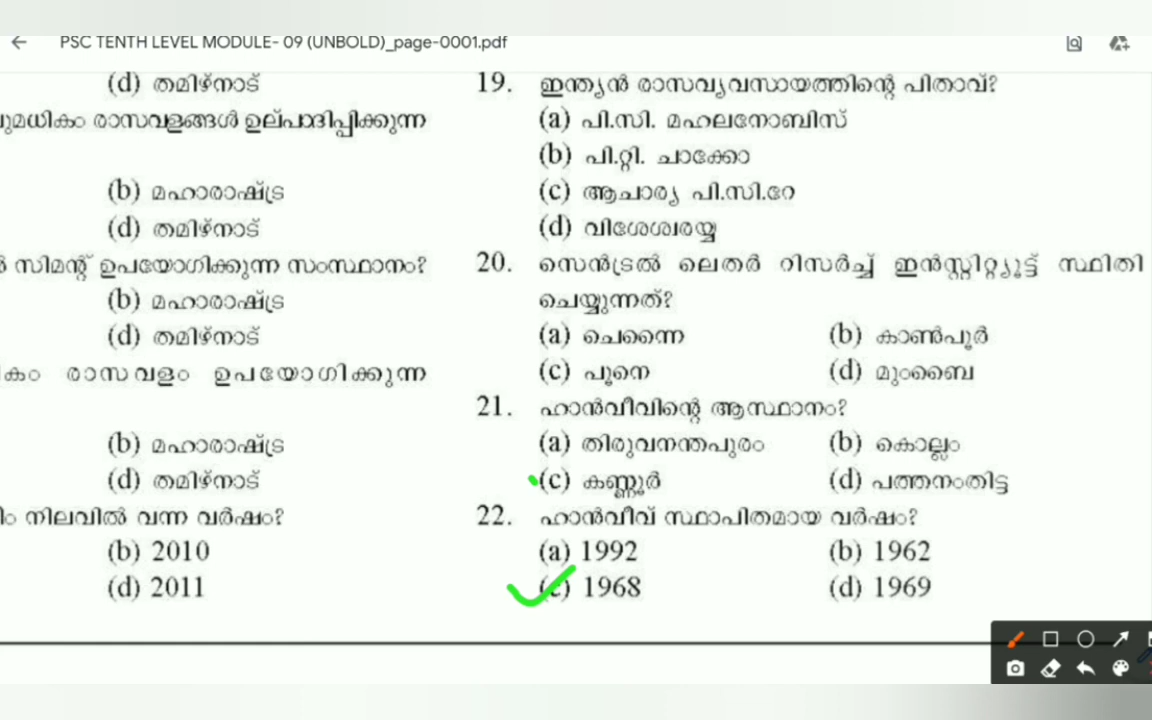 PSC TENTH LEVEL MODULE- 09 (UNBOLD)_page-0001.pdf
(d) തമിഴ്നാട്
രാസവളങ്ങൾ ഉല്പാദിപ്പിക്കുന്ന
(b) മഹാരാഷ്ട്ര
(d) തമിഴ്നാട്
സിമന്റ് ഉപയോഗിക്കുന്ന സംസ്ഥാനം?
(b) മഹാരാഷ്ട്ര
(d) തമിഴ്നാട്
രാസവളം ഉപയോഗിക്കുന്ന
(b) മഹാരാഷ്ട്ര
(d) തമിഴ്നാട്
നിലവിൽ വന്ന വർഷം?
(b) 2010
(d) 2011
19. ഇന്ത്യൻ രാസവ്യവസായത്തിന്റെ പിതാവ്?
(a) പി.സി. മഹലനോബിസ്
(b) പി.റ്റി. ചാക്കോ
(c) ആചാര്യ പി.സി.റേ
(d) വിശ്വേശ്വരയ്യ
20. സെൻട്രൽ ലെതർ റിസർച്ച് ഇൻസ്റ്റിറ്റ്യൂട്ട് സ്ഥിതി
ചെയ്യുന്നത്?
(a) ചെന്നൈ (b) കാൺപൂർ
(c) പൂനെ (d) മുംബൈ
21. ഹാൻവീവിന്റെ ആസ്ഥാനം?
(a) തിരുവനന്തപുരം (b) കൊല്ലം
(c) കണ്ണൂർ (d) പത്തനംതിട്ട
22. ഹാൻവീവ് സ്ഥാപിതമായ വർഷം?
(a) 1992 (b) 1962
(c) 1968 (d) 1969